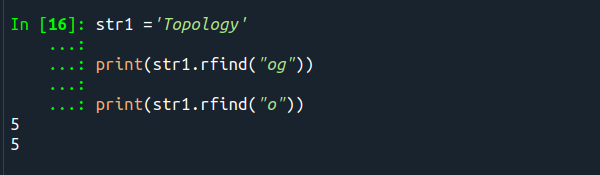 In [16]: str1 ='Topology'
...:
...: print(str1.rfind("og"))
...:
...: print(str1.rfind("o"))
5
5